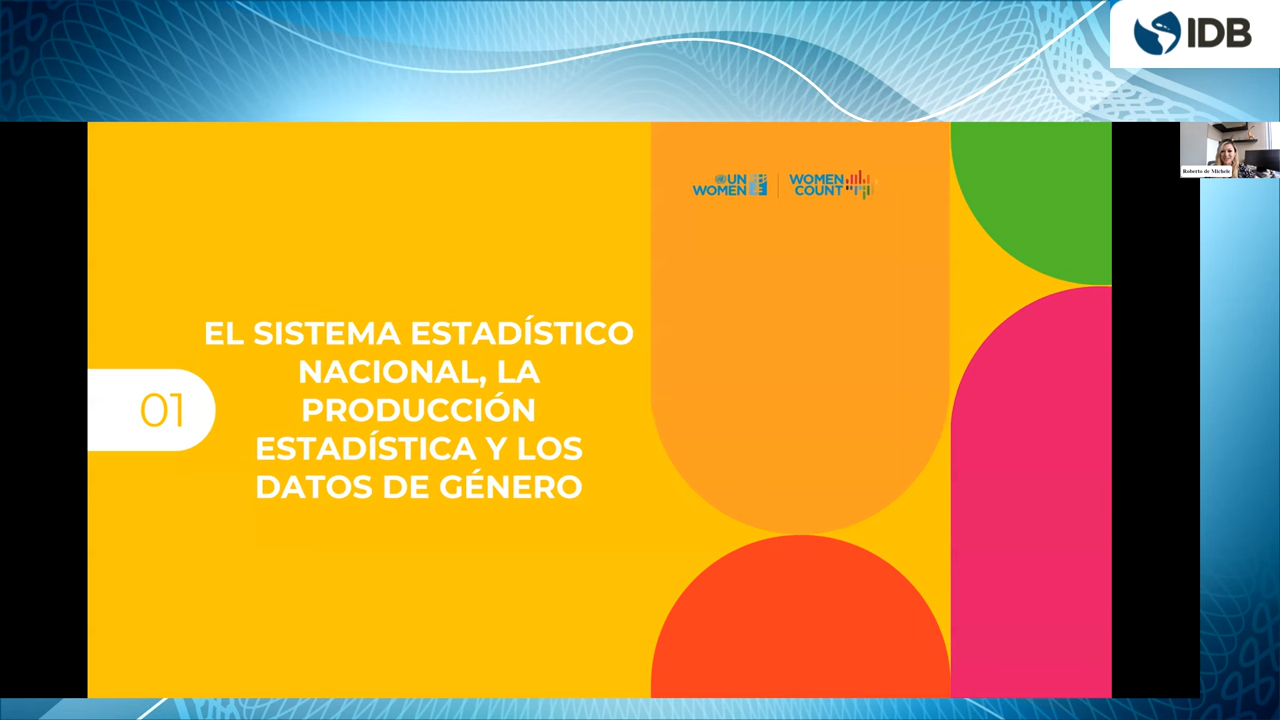 IDB
UN
WOMEN
WOMEN
COUNT
Roberto de Michele
01
EL SISTEMA ESTADÍSTICO
NACIONAL, LA
PRODUCCIÓN
ESTADÍSTICA Y LOS
DATOS DE GÉNERO